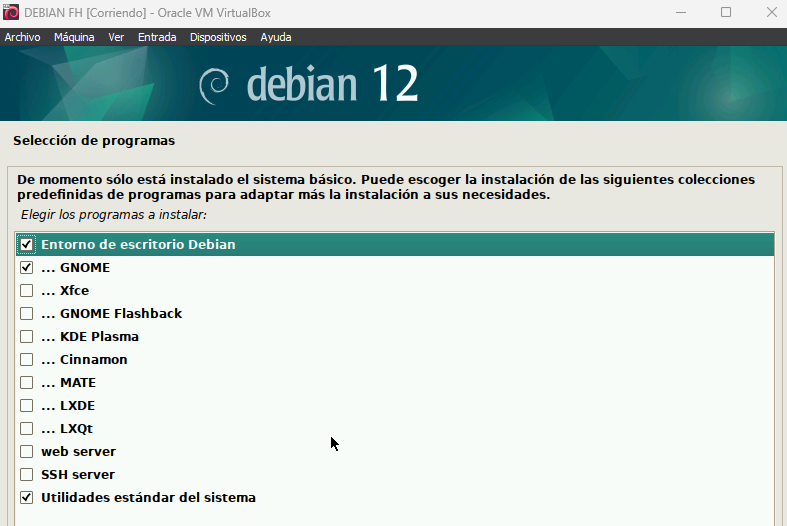 DEBIAN FH [Corriendo] - Oracle VM VirtualBox
Archivo Máquina Ver Entrada Dispositivos Ayuda
debian 12
Selección de programas
De momento sólo está instalado el sistema básico. Puede escoger la instalación de las siguientes colecciones
predefinidas de programas para adaptar más la instalación a sus necesidades.
Elegir los programas a instalar:
Entorno de escritorio Debian
... GNOME
... Xfce
... GNOME Flashback
... KDE Plasma
... Cinnamon
... MATE
... LXDE
... LXQt
web server
SSH server
Utilidades estándar del sistema